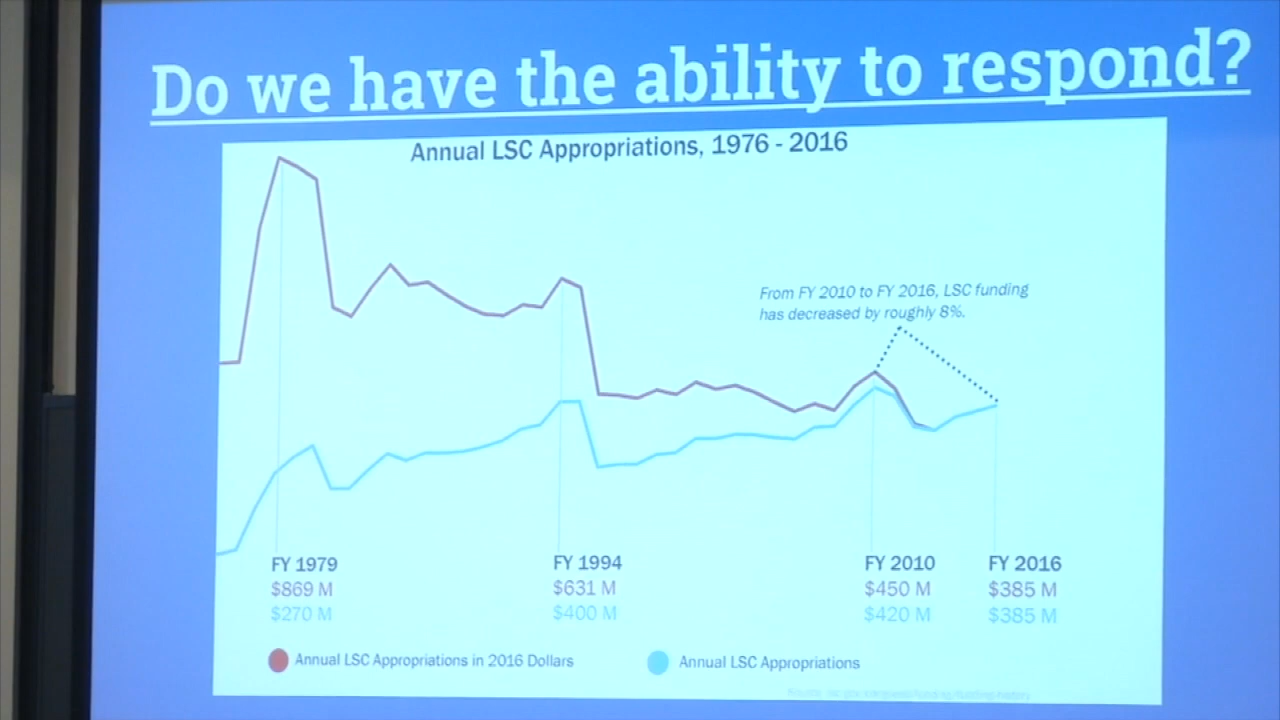 Do we have the ability to respond?
Annual LSC Appropriations, 1976 - 2016
From FY 2010 to FY 2016, LSC funding
has decreased by roughly 8%.
FY 1979
$869 M
$270 M
FY 1994
$631 M
$400 M
FY 2010
$450 M
$420 M
FY 2016
$385 M
$385 M
Annual LSC Appropriations in 2016 Dollars
Annual LSC Appropriations